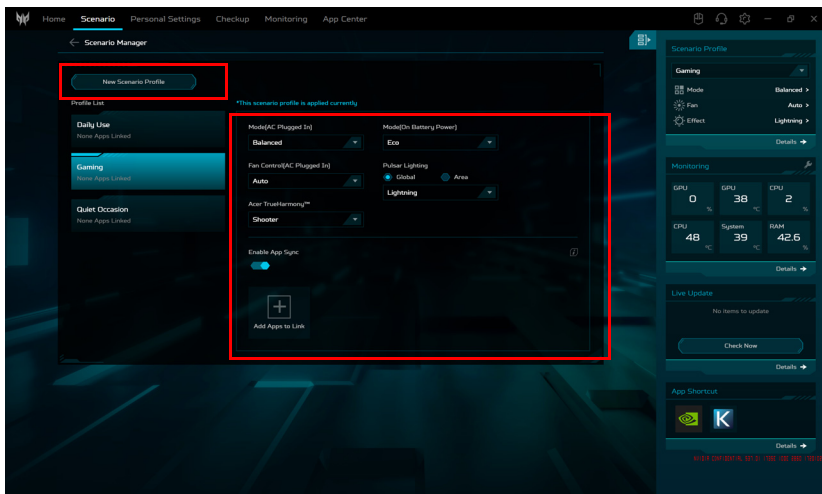 Home Scenario Personal Settings Checkup Monitoring App Center
Scenario Manager
New Scenario Profile
Profile List
Daily Use
None Apps Linked
Gaming
None Apps Linked
Quiet Occasion
None Apps Linked
*This scenario profile is applied currently
Mode(AC Plugged In) Mode(On Battery Power)
Balanced Eco
Fan Control(AC Plugged In) Pulsar Lighting
Auto Global Area
Lightning
Acer TrueHarmony™
Shooter
Enable App Sync
Add Apps to Link
Scenario Profile
Gaming
Mode Balanced >
Fan Auto >
Effect Lightning >
Details →
Monitoring
GPU GPU CPU
0 % 38 °C 2 %
CPU System RAM
48 °C 39 °C 42.6 %
Details →
Live Update
No items to update
Check Now
Details →
App Shortcut
K
Details →